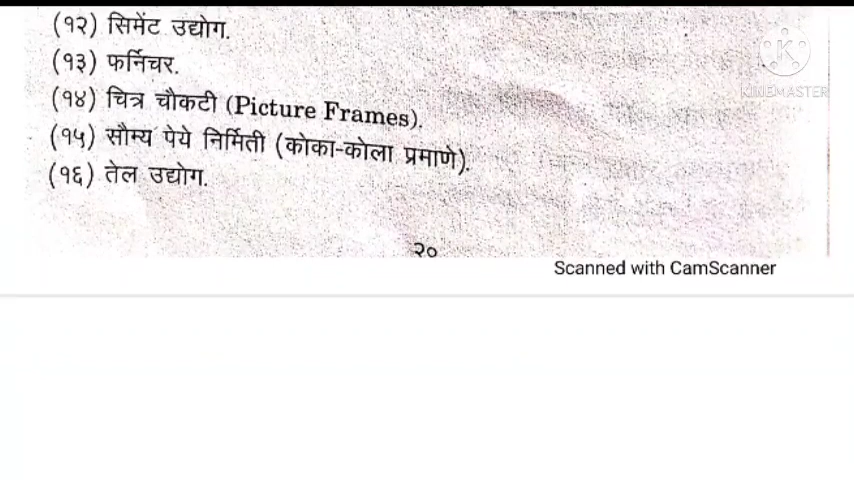 (१२) सिमेंट उद्योग.
KINEMASTER
(१३) फर्निचर.
(१४) चित्र चौकटी (Picture Frames).
(१५) सौम्य पेये निर्मिती (कोका-कोला प्रमाणे).
(१६) तेल उद्योग.
२०
Scanned with CamScanner